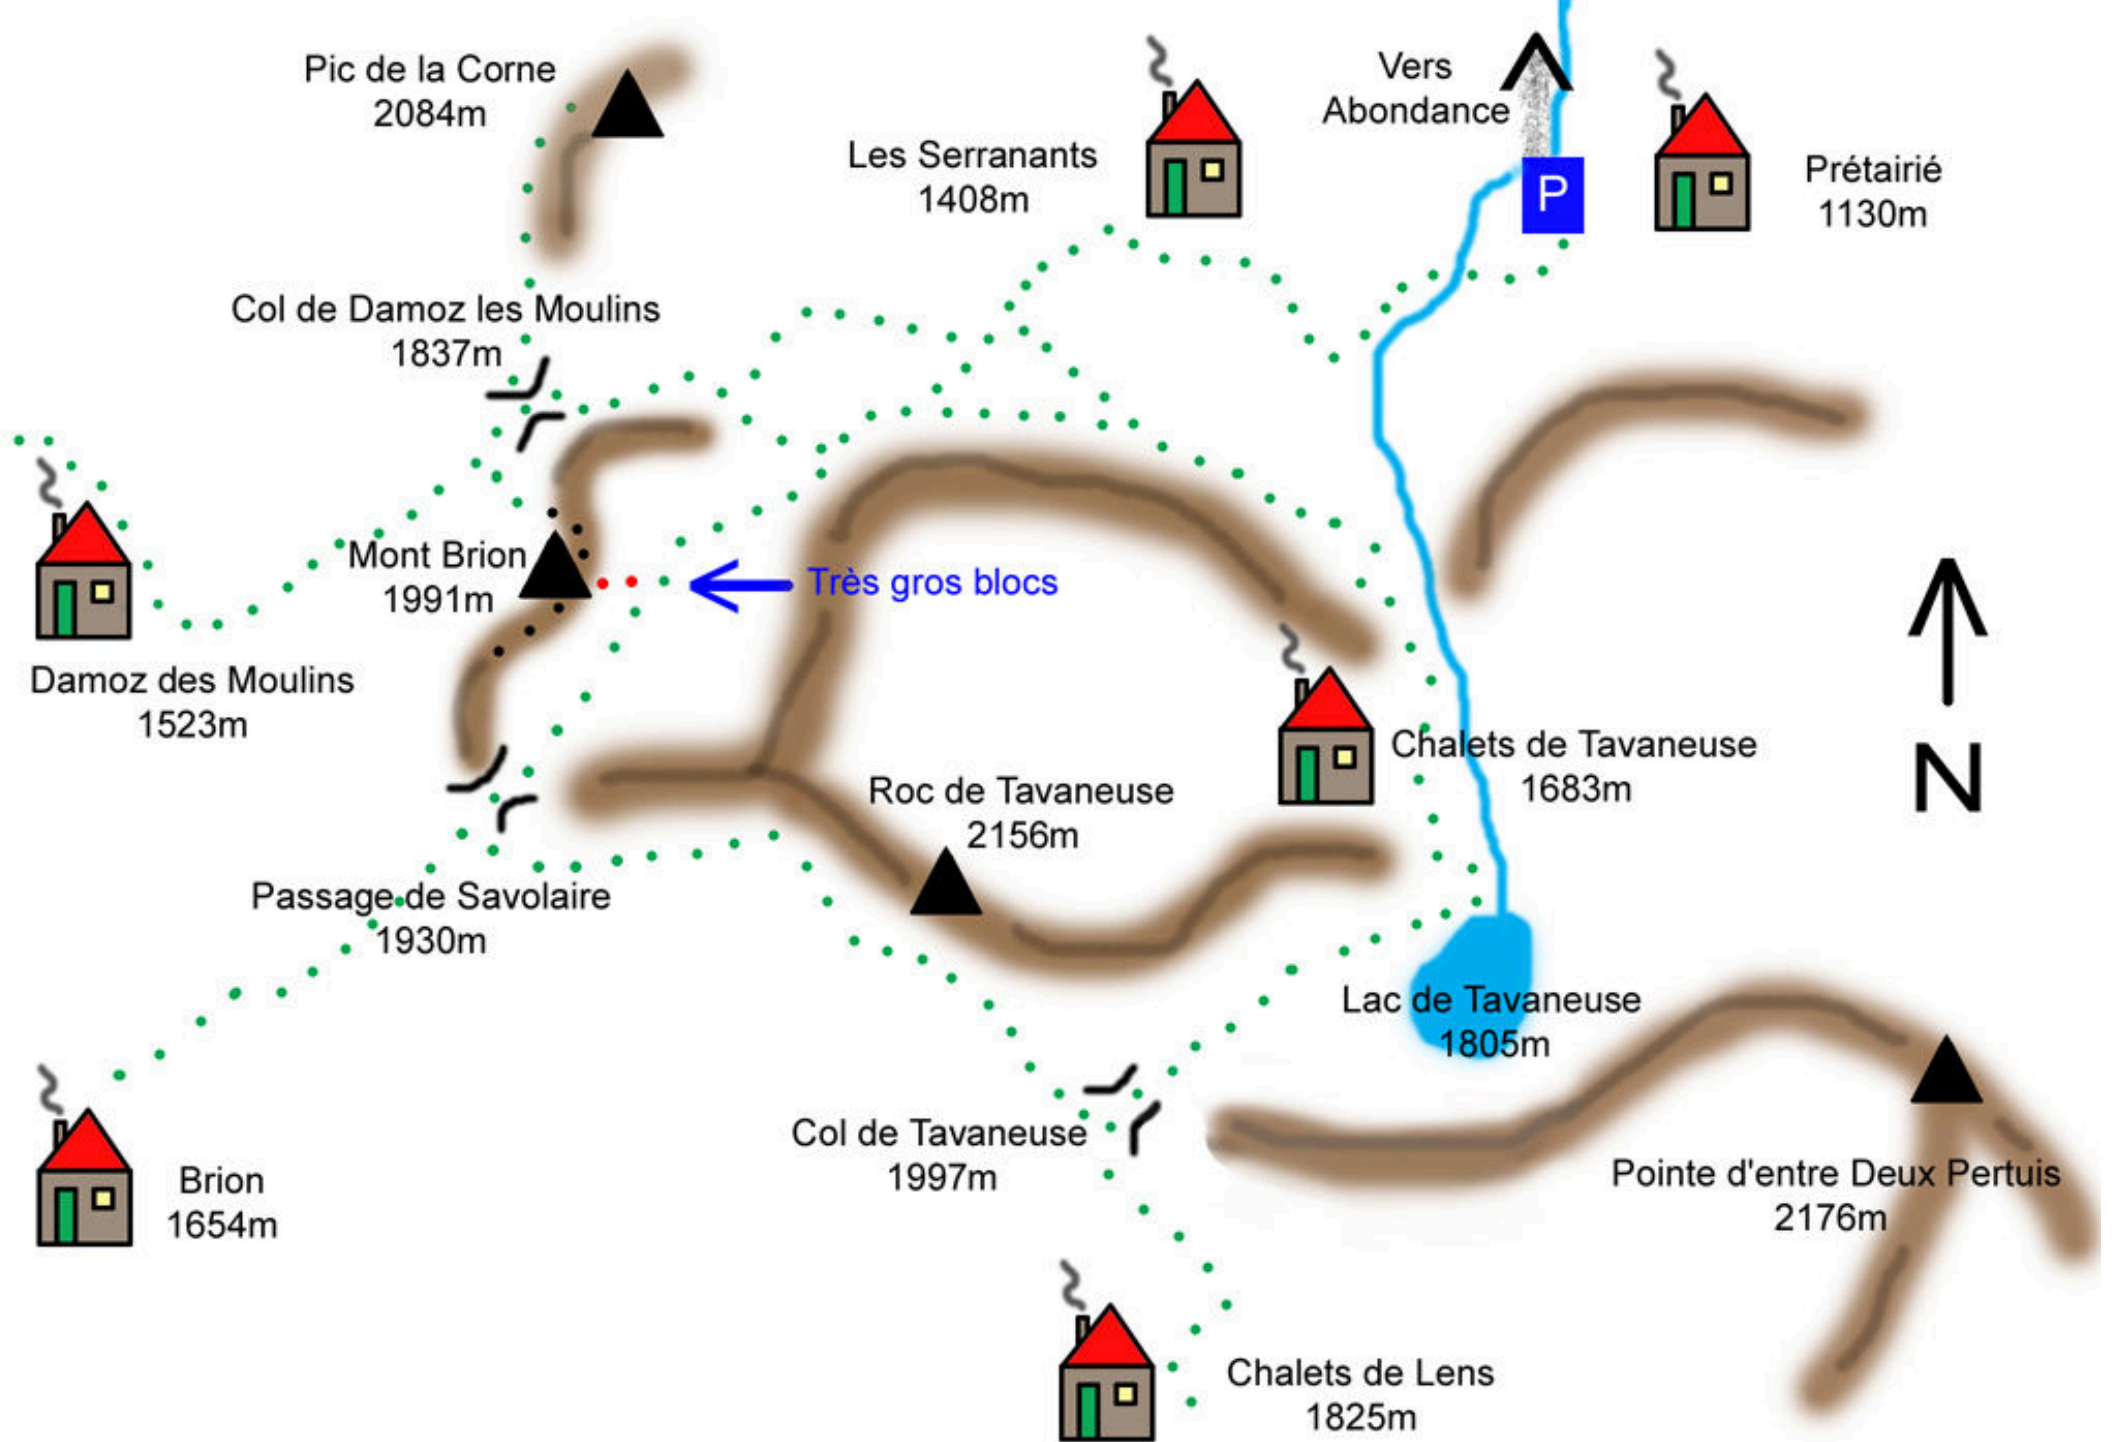 Pic de la Corne
2084m
Vers
Abondance
Les Serranants
1408m
P
Prétairié
1130m
Col de Damoz les Moulins
1837m
Mont Brion
1991m
Très gros blocs
Damoz des Moulins
1523m
Chalets de Tavaneuse
1683m
N
Roc de Tavaneuse
2156m
Passage de Savolaire
1930m
Lac de Tavaneuse
1805m
Col de Tavaneuse
1997m
Pointe d'entre Deux Pertuis
2176m
Brion
1654m
Chalets de Lens
1825m